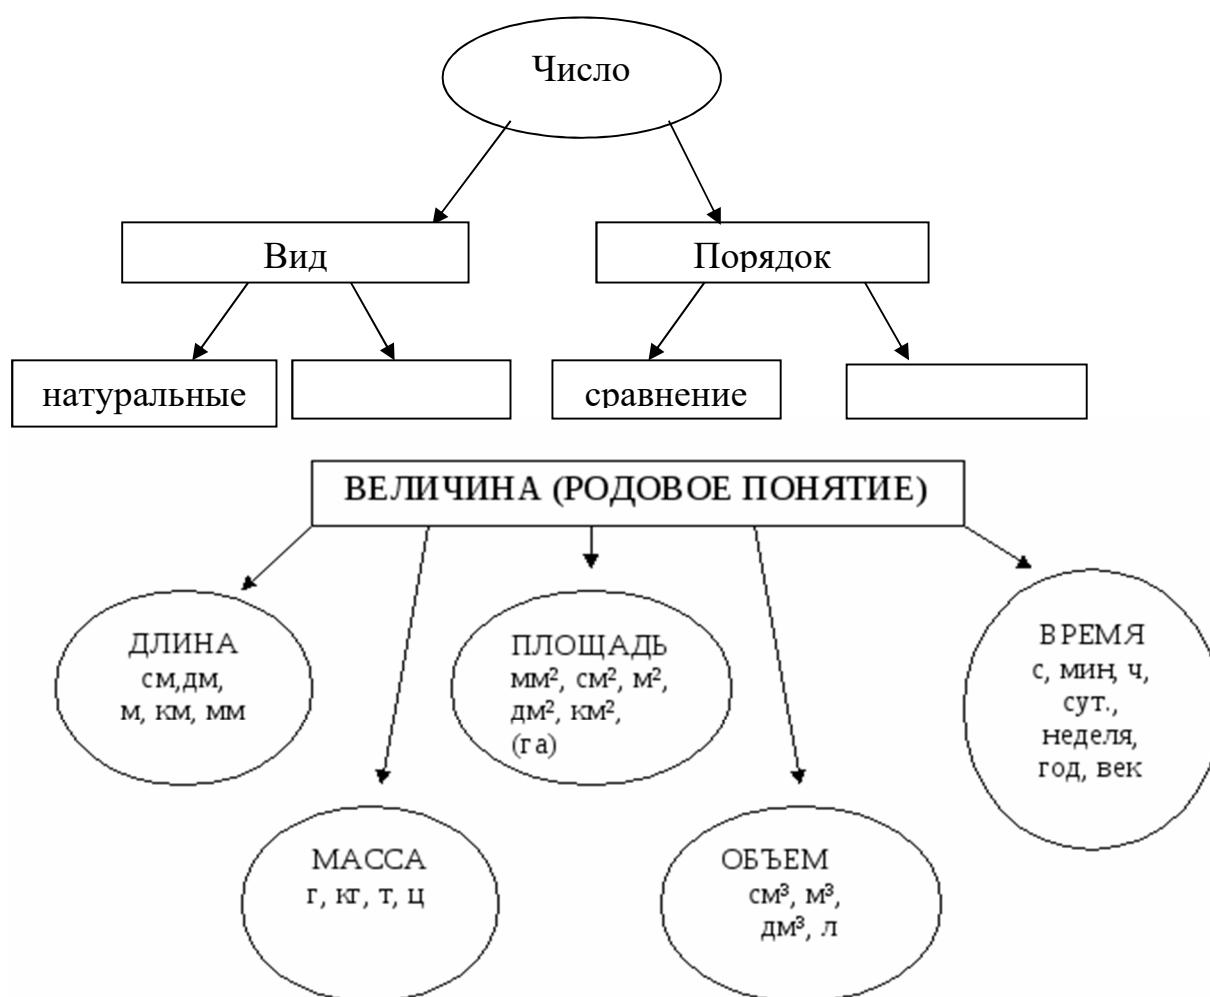 Число
Вид
Порядок
натуральные
сравнение
ВЕЛИЧИНА (РОДОВОЕ ПОНЯТИЕ)
ДЛИНА
см,дм,
м, км, мм
ПЛОЩАДЬ
мм², см², м²,
дм², км²,
(га)
ВРЕМЯ
с, мин, ч,
сут.,
неделя,
год, век
МАССА
г, кг, т, ц
ОБЪЕМ
см³, м³,
дм³, л